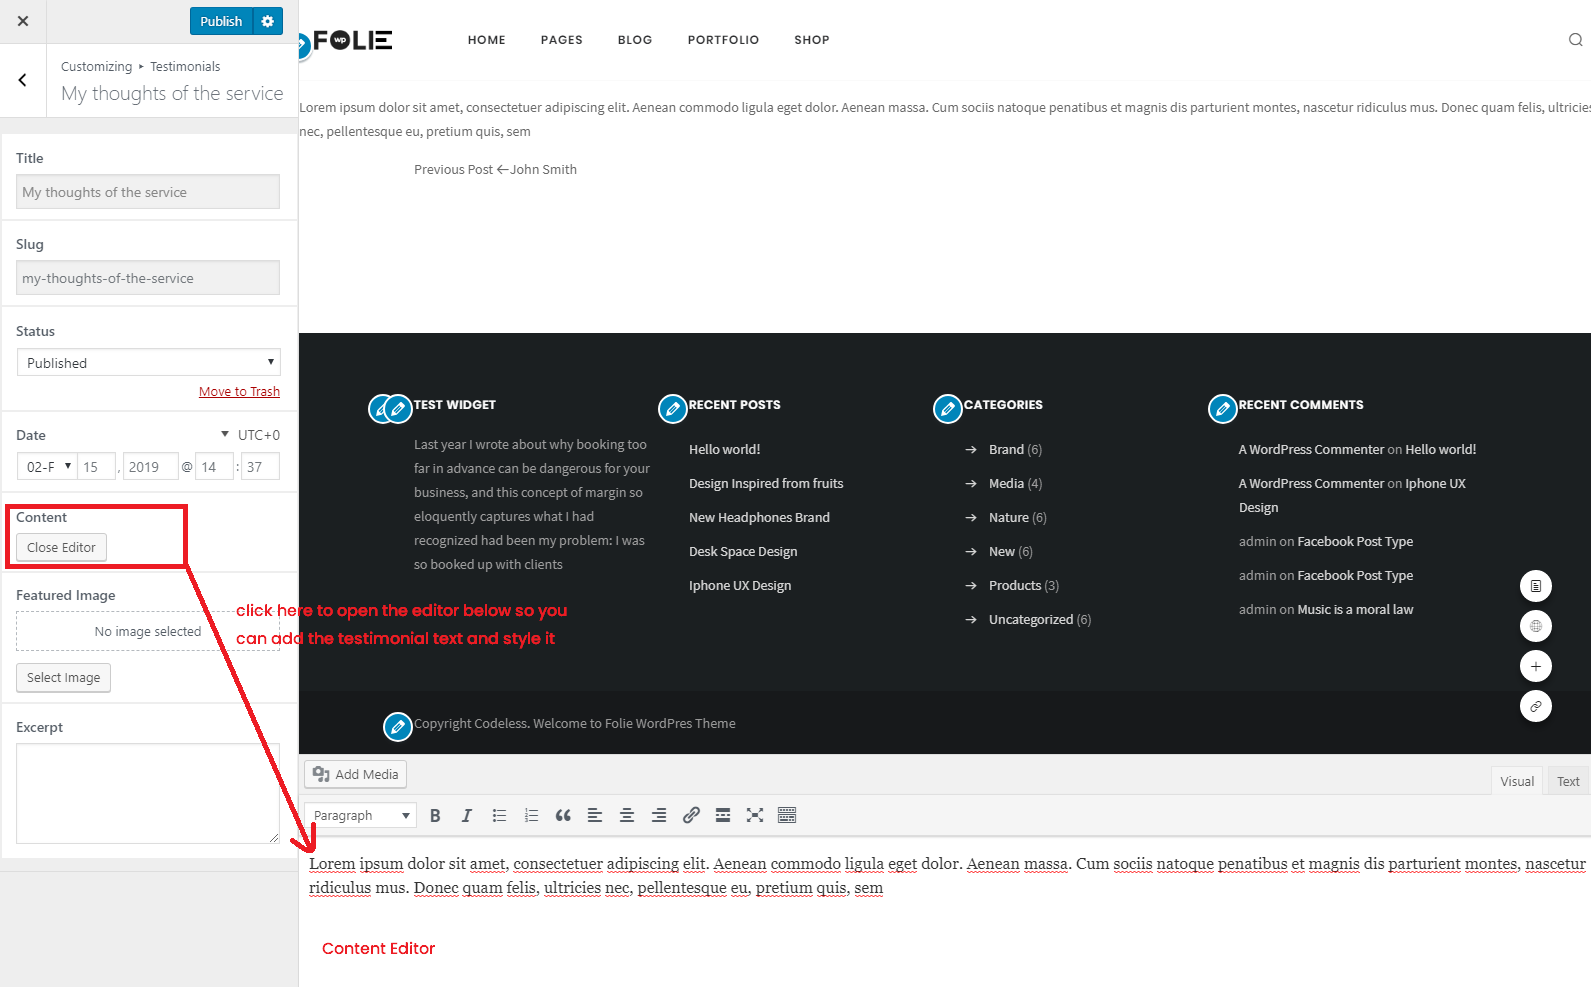 Publish
Customizing ▸ Testimonials
My thoughts of the service
Title
My thoughts of the service
Slug
my-thoughts-of-the-service
Status
Published
Move to Trash
Date
UTC+0
02-F 15 , 2019 @ 14 : 37
Content
Close Editor
Featured Image
No image selected
Select Image
Excerpt
click here to open the editor below so you
can add the testimonial text and style it
FOLIE
wp
HOME PAGES BLOG PORTFOLIO SHOP
Lorem ipsum dolor sit amet, consectetuer adipiscing elit. Aenean commodo ligula eget dolor. Aenean massa. Cum sociis natoque penatibus et magnis dis parturient montes, nascetur ridiculus mus. Donec quam felis, ultricies
nec, pellentesque eu, pretium quis, sem
Previous Post ←John Smith
TEST WIDGET
Last year I wrote about why booking too
far in advance can be dangerous for your
business, and this concept of margin so
eloquently captures what I had
recognized had been my problem: I was
so booked up with clients
RECENT POSTS
Hello world!
Design Inspired from fruits
New Headphones Brand
Desk Space Design
Iphone UX Design
CATEGORIES
→ Brand (6)
→ Media (4)
→ Nature (6)
→ New (6)
→ Products (3)
→ Uncategorized (6)
RECENT COMMENTS
A WordPress Commenter on Hello world!
A WordPress Commenter on Iphone UX
Design
admin on Facebook Post Type
admin on Facebook Post Type
admin on Music is a moral law
Copyright Codeless. Welcome to Folie WordPres Theme
Add Media
Visual Text
Paragraph
Lorem ipsum dolor sit amet, consectetuer adipiscing elit. Aenean commodo ligula eget dolor. Aenean massa. Cum sociis natoque penatibus et magnis dis parturient montes, nascetur
ridiculus mus. Donec quam felis, ultricies nec, pellentesque eu, pretium quis, sem
Content Editor